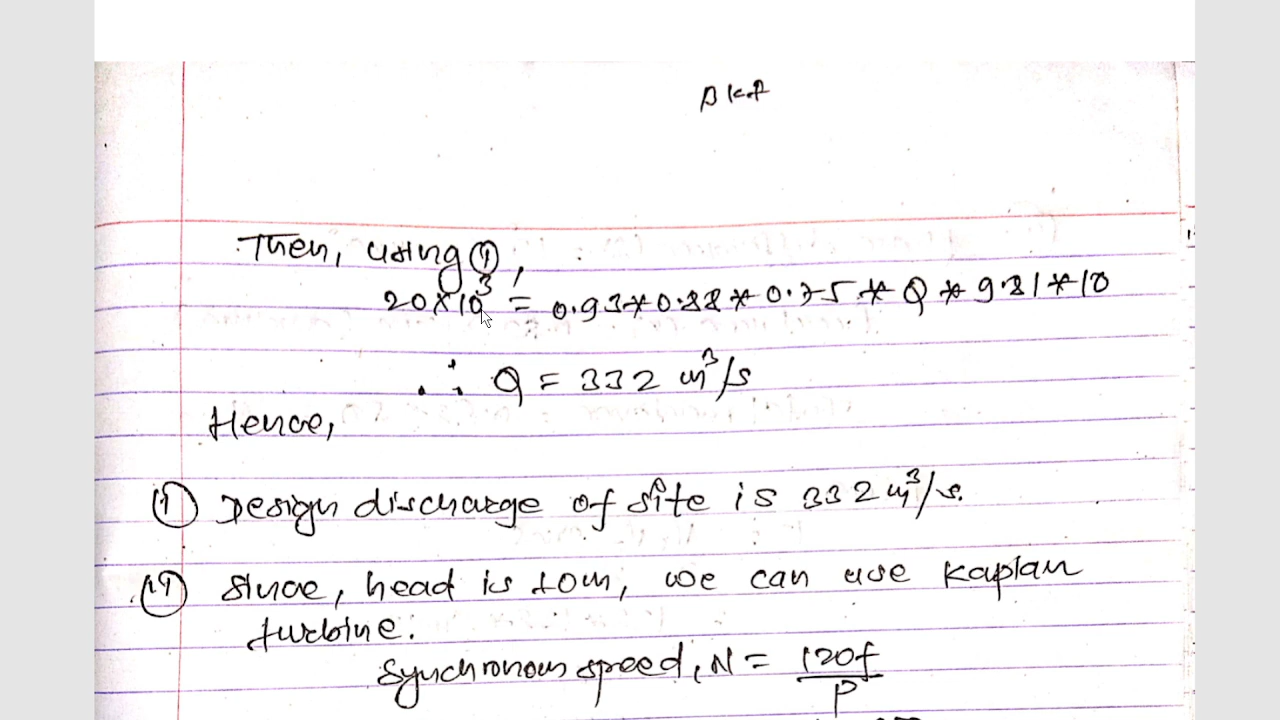 Then, using ①,
20×10³ = 0.93*0.88*0.75 * Q * 9.81*10
∴ Q = 332 m³/s
Hence,
(i) Design discharge of site is 332 m³/s.
(ii) Since, head is 10m, we can use Kaplan
turbine.
Synchronous speed, N = 120f
P